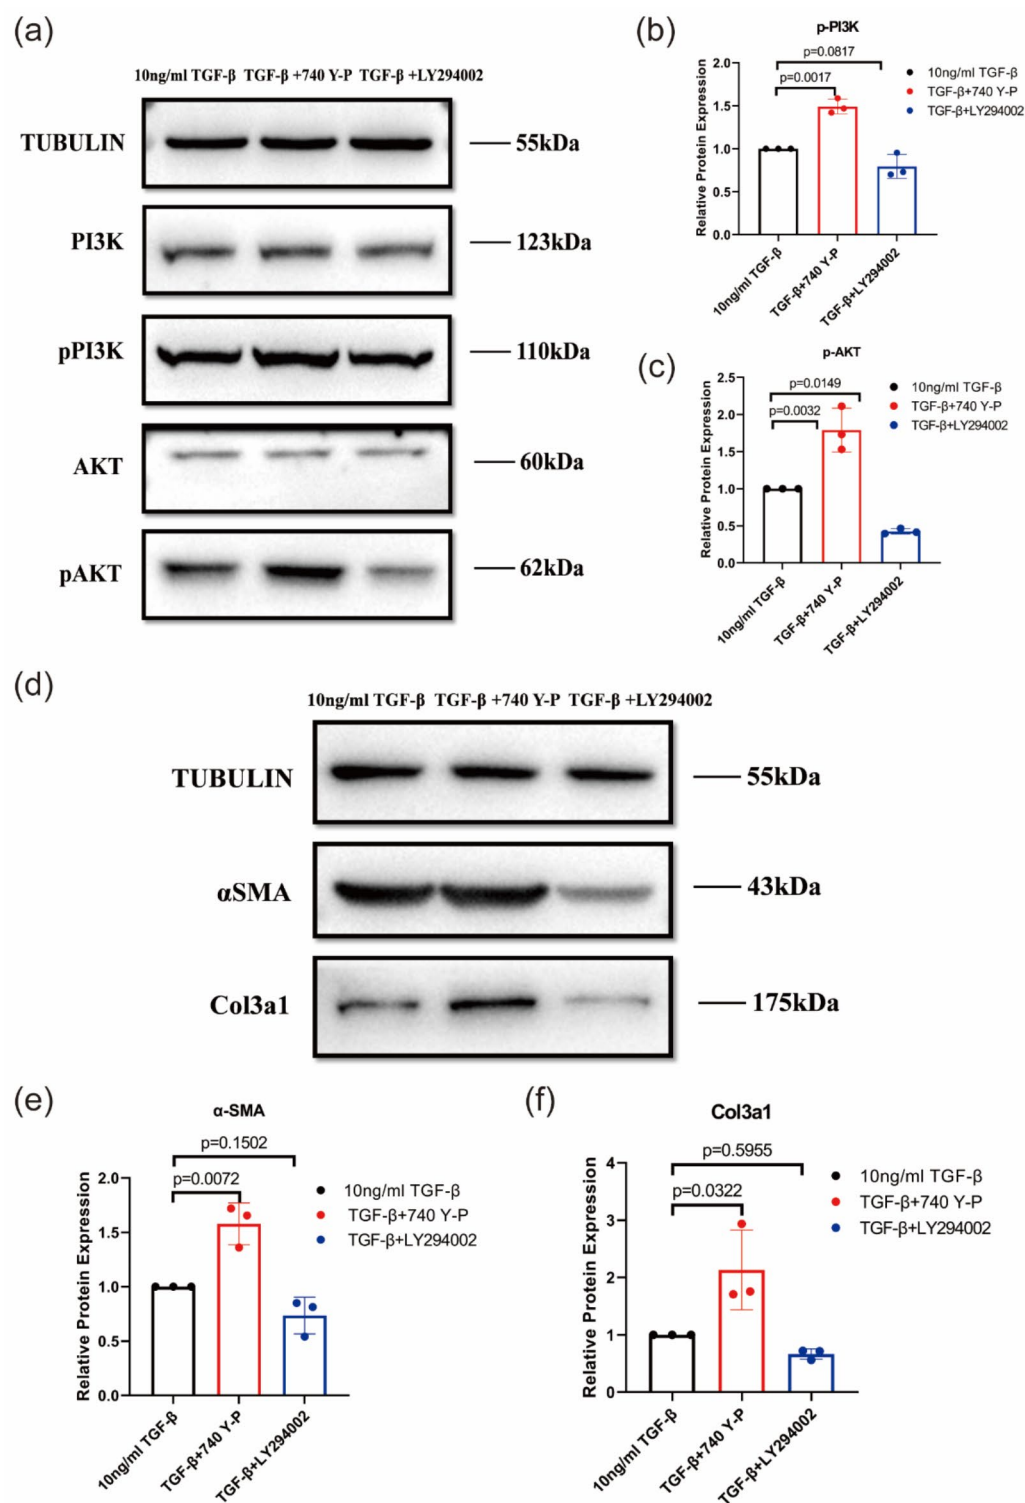 (a)
10ng/ml TGF-β TGF-β +740 Y-P TGF-β +LY294002
TUBULIN 55kDa
PI3K 123kDa
pPI3K 110kDa
AKT 60kDa
pAKT 62kDa
(b)
p-PI3K
p=0.0817
p=0.0017
10ng/ml TGF-β
TGF-β+740 Y-P
TGF-β+LY294002
Relative Protein Expression
2.0
1.5
1.0
0.5
0.0
10ng/ml TGF-β
TGF-β+740 Y-P
TGF-β+LY294002
(c)
p-AKT
p=0.0149
p=0.0032
10ng/ml TGF-β
TGF-β+740 Y-P
TGF-β+LY294002
Relative Protein Expression
2.5
2.0
1.5
1.0
0.5
0.0
10ng/ml TGF-β
TGF-β+740 Y-P
TGF-β+LY294002
(d)
10ng/ml TGF-β TGF-β +740 Y-P TGF-β +LY294002
TUBULIN 55kDa
αSMA 43kDa
Col3a1 175kDa
(e)
α-SMA
p=0.1502
p=0.0072
10ng/ml TGF-β
TGF-β+740 Y-P
TGF-β+LY294002
Relative Protein Expression
2.0
1.5
1.0
0.5
0.0
10ng/ml TGF-β
TGF-β+740 Y-P
TGF-β+LY294002
(f)
Col3a1
p=0.5955
p=0.0322
10ng/ml TGF-β
TGF-β+740 Y-P
TGF-β+LY294002
Relative Protein Expression
4
3
2
1
0
10ng/ml TGF-β
TGF-β+740 Y-P
TGF-β+LY294002